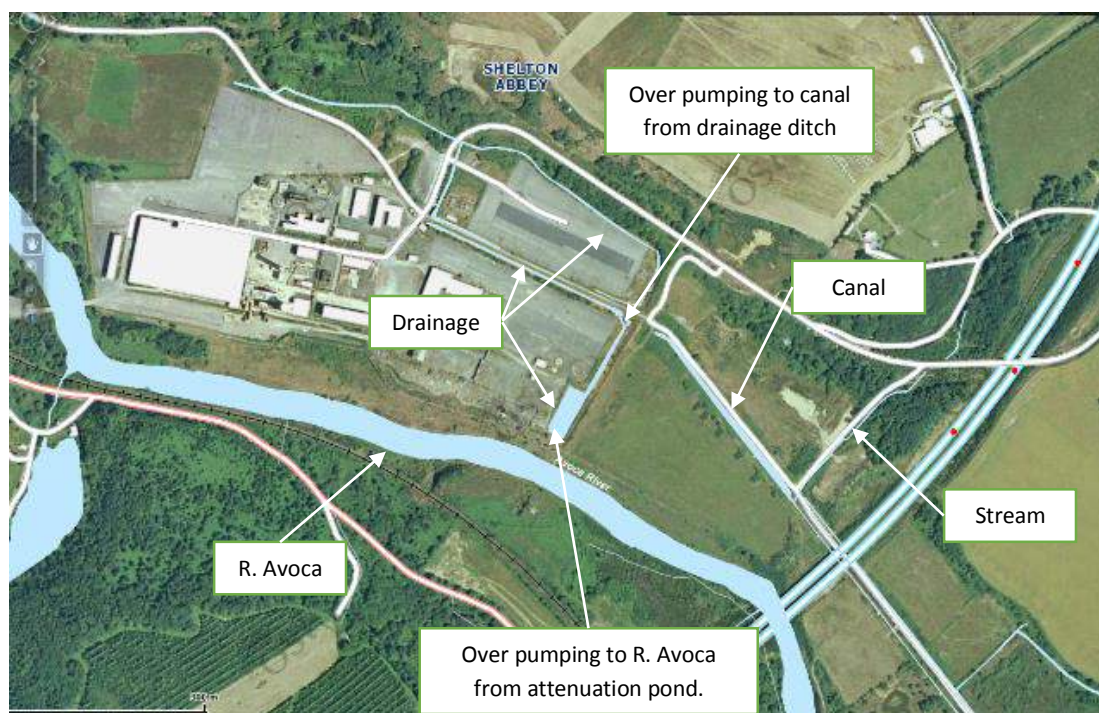 SHELTON
ABBEY
Over pumping to canal
from drainage ditch
Canal
Drainage
Avoca River
Stream
R. Avoca
Over pumping to R. Avoca
from attenuation pond.